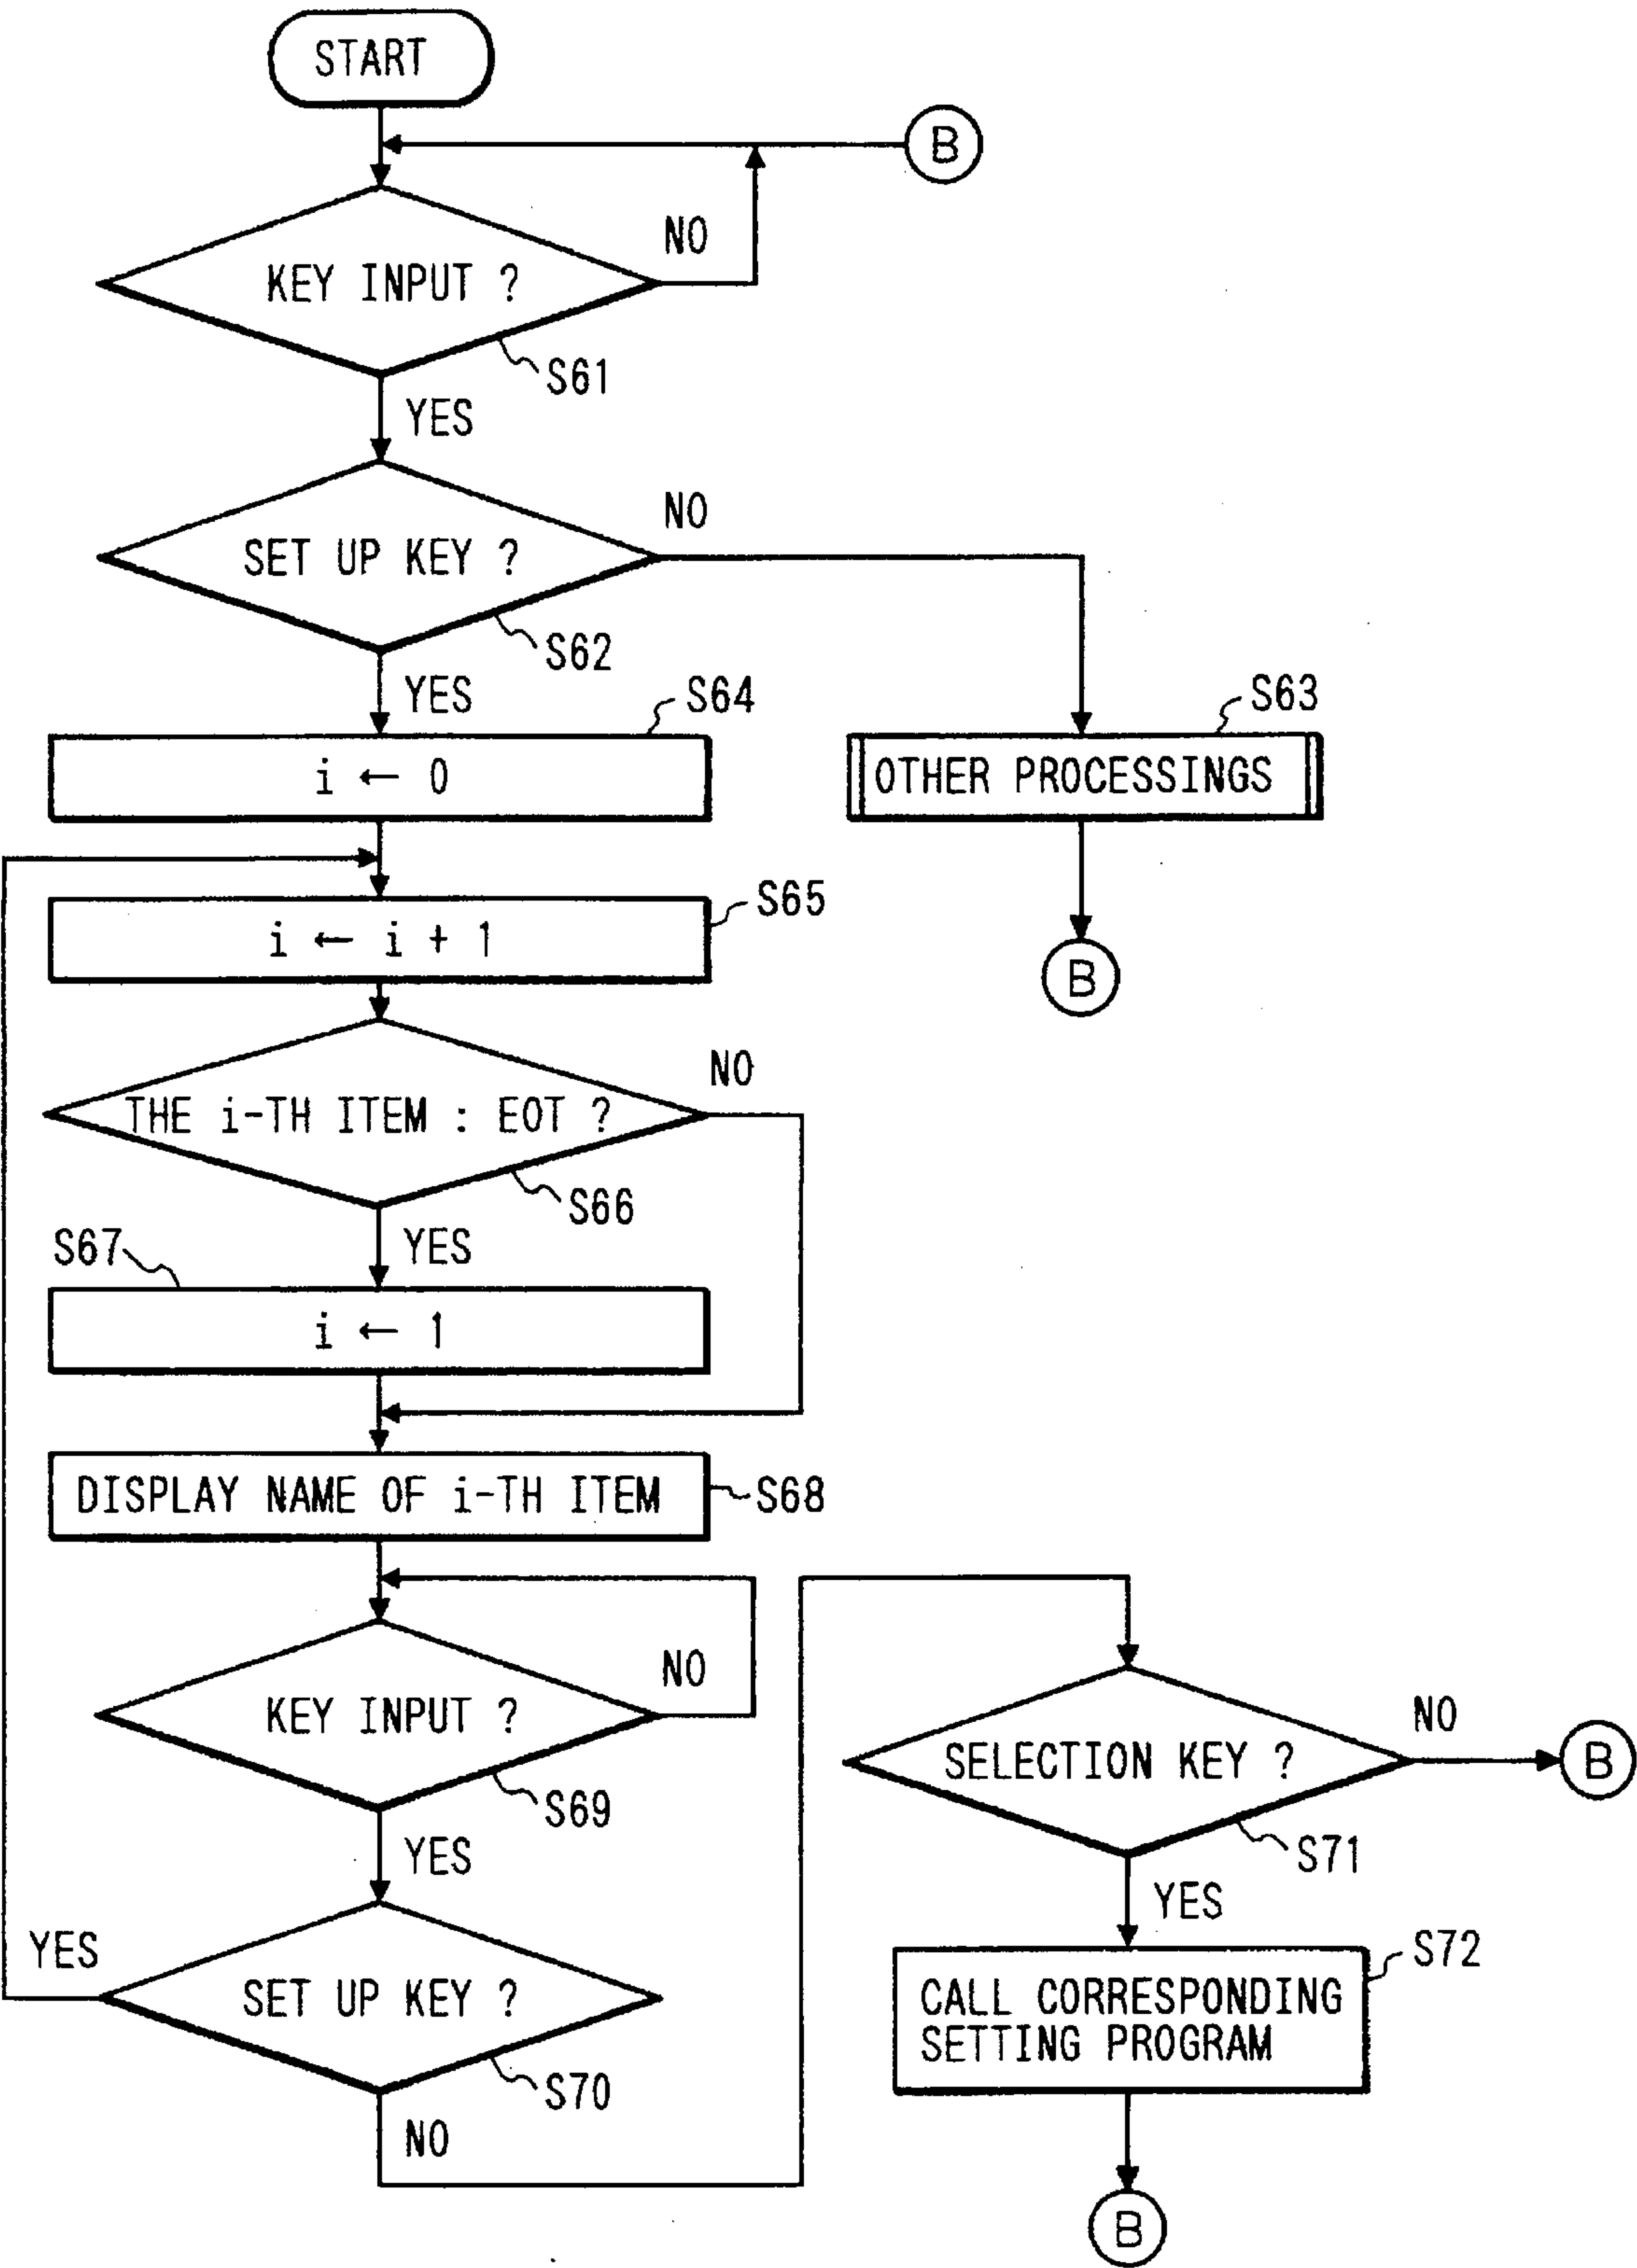 START
B
NO
KEY INPUT ?
S61
YES
NO
SET UP KEY ?
S62
YES
S64
S63
i ← 0
OTHER PROCESSINGS
S65
i ← i + 1
B
NO
THE i-TH ITEM : EOT ?
S66
S67
YES
i ← 1
DISPLAY NAME OF i-TH ITEM
S68
NO
KEY INPUT ?
S69
YES
NO
SELECTION KEY ?
B
S71
YES
YES
SET UP KEY ?
S70
NO
S72
CALL CORRESPONDING
SETTING PROGRAM
B